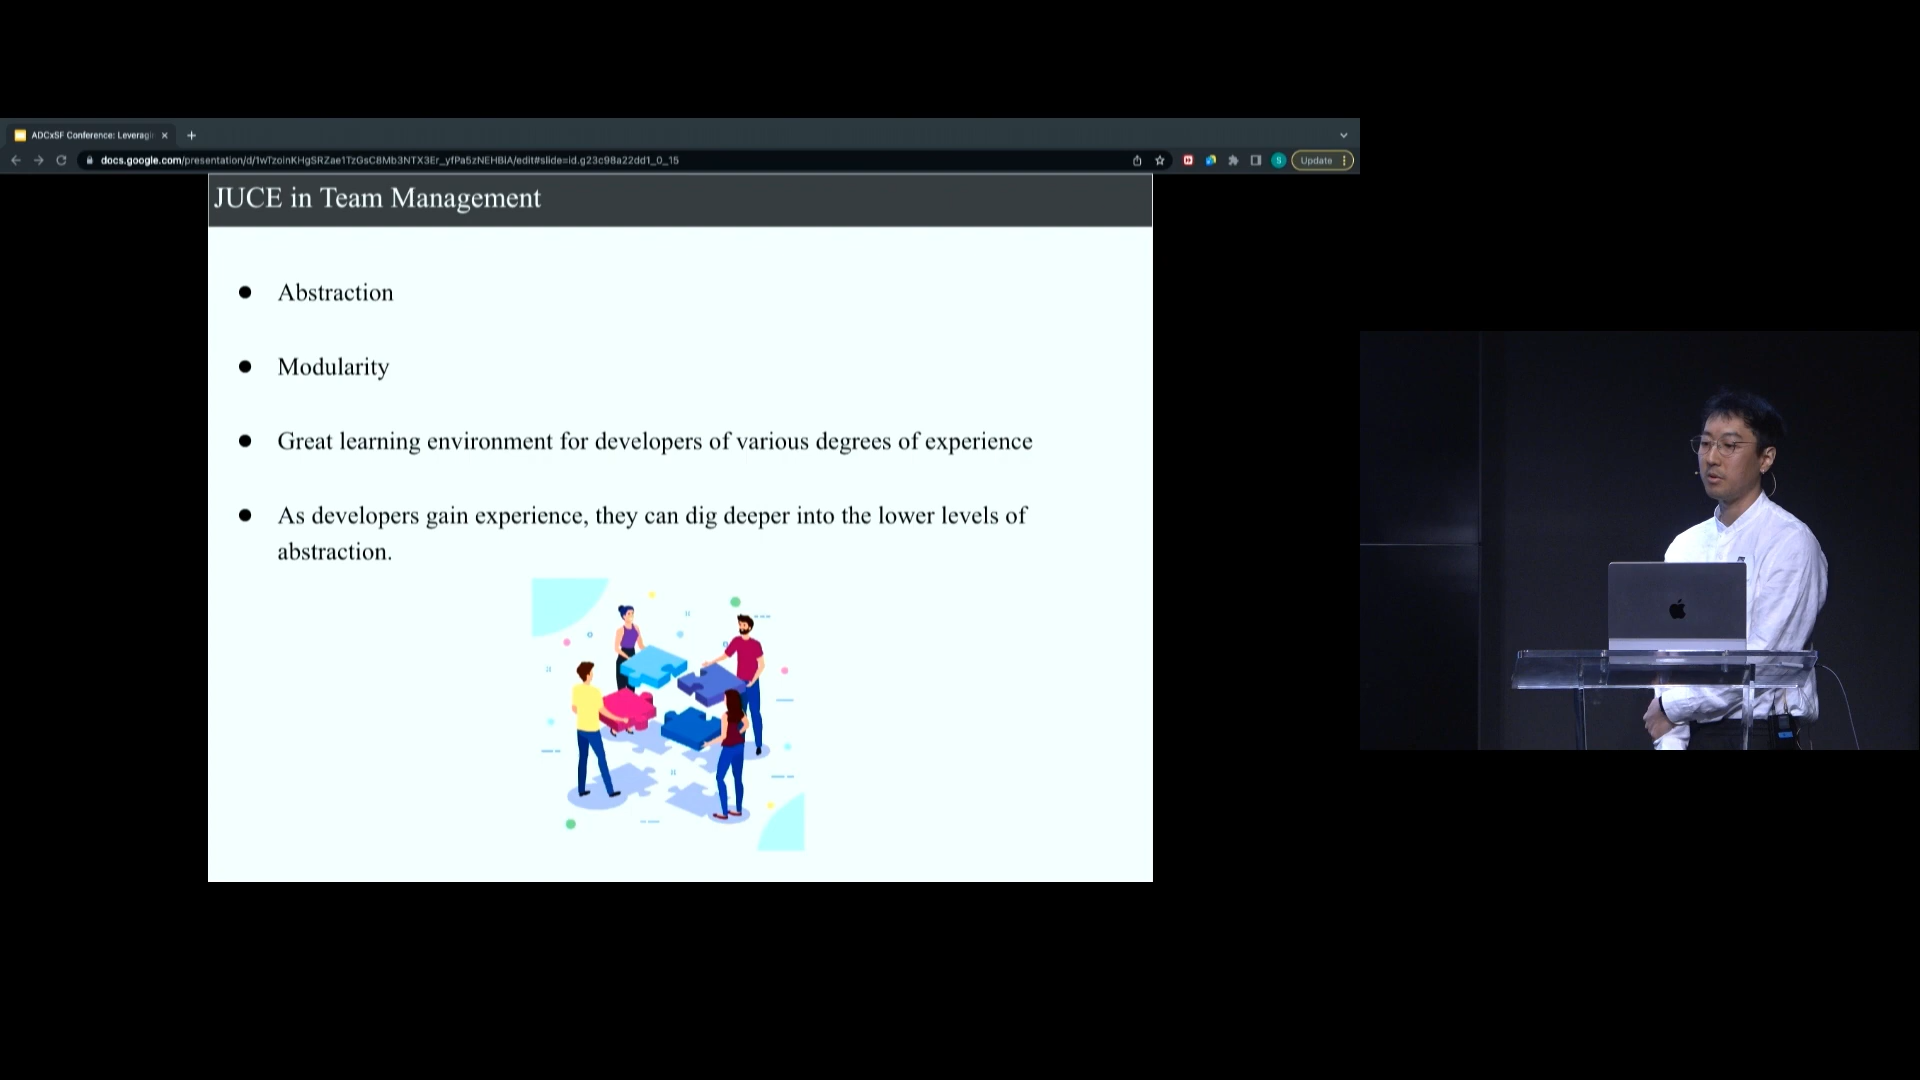 ADCxSF Conference: Leveragi
docs.google.com/presentation/d/1wTzoinKHgSRZae1TzGsC8Mb3NTX3Er_yfPa5zNEHBiA/edit#slide=id.g23c98a22dd1_0_15
S
Update
JUCE in Team Management
● Abstraction
● Modularity
● Great learning environment for developers of various degrees of experience
● As developers gain experience, they can dig deeper into the lower levels of
abstraction.